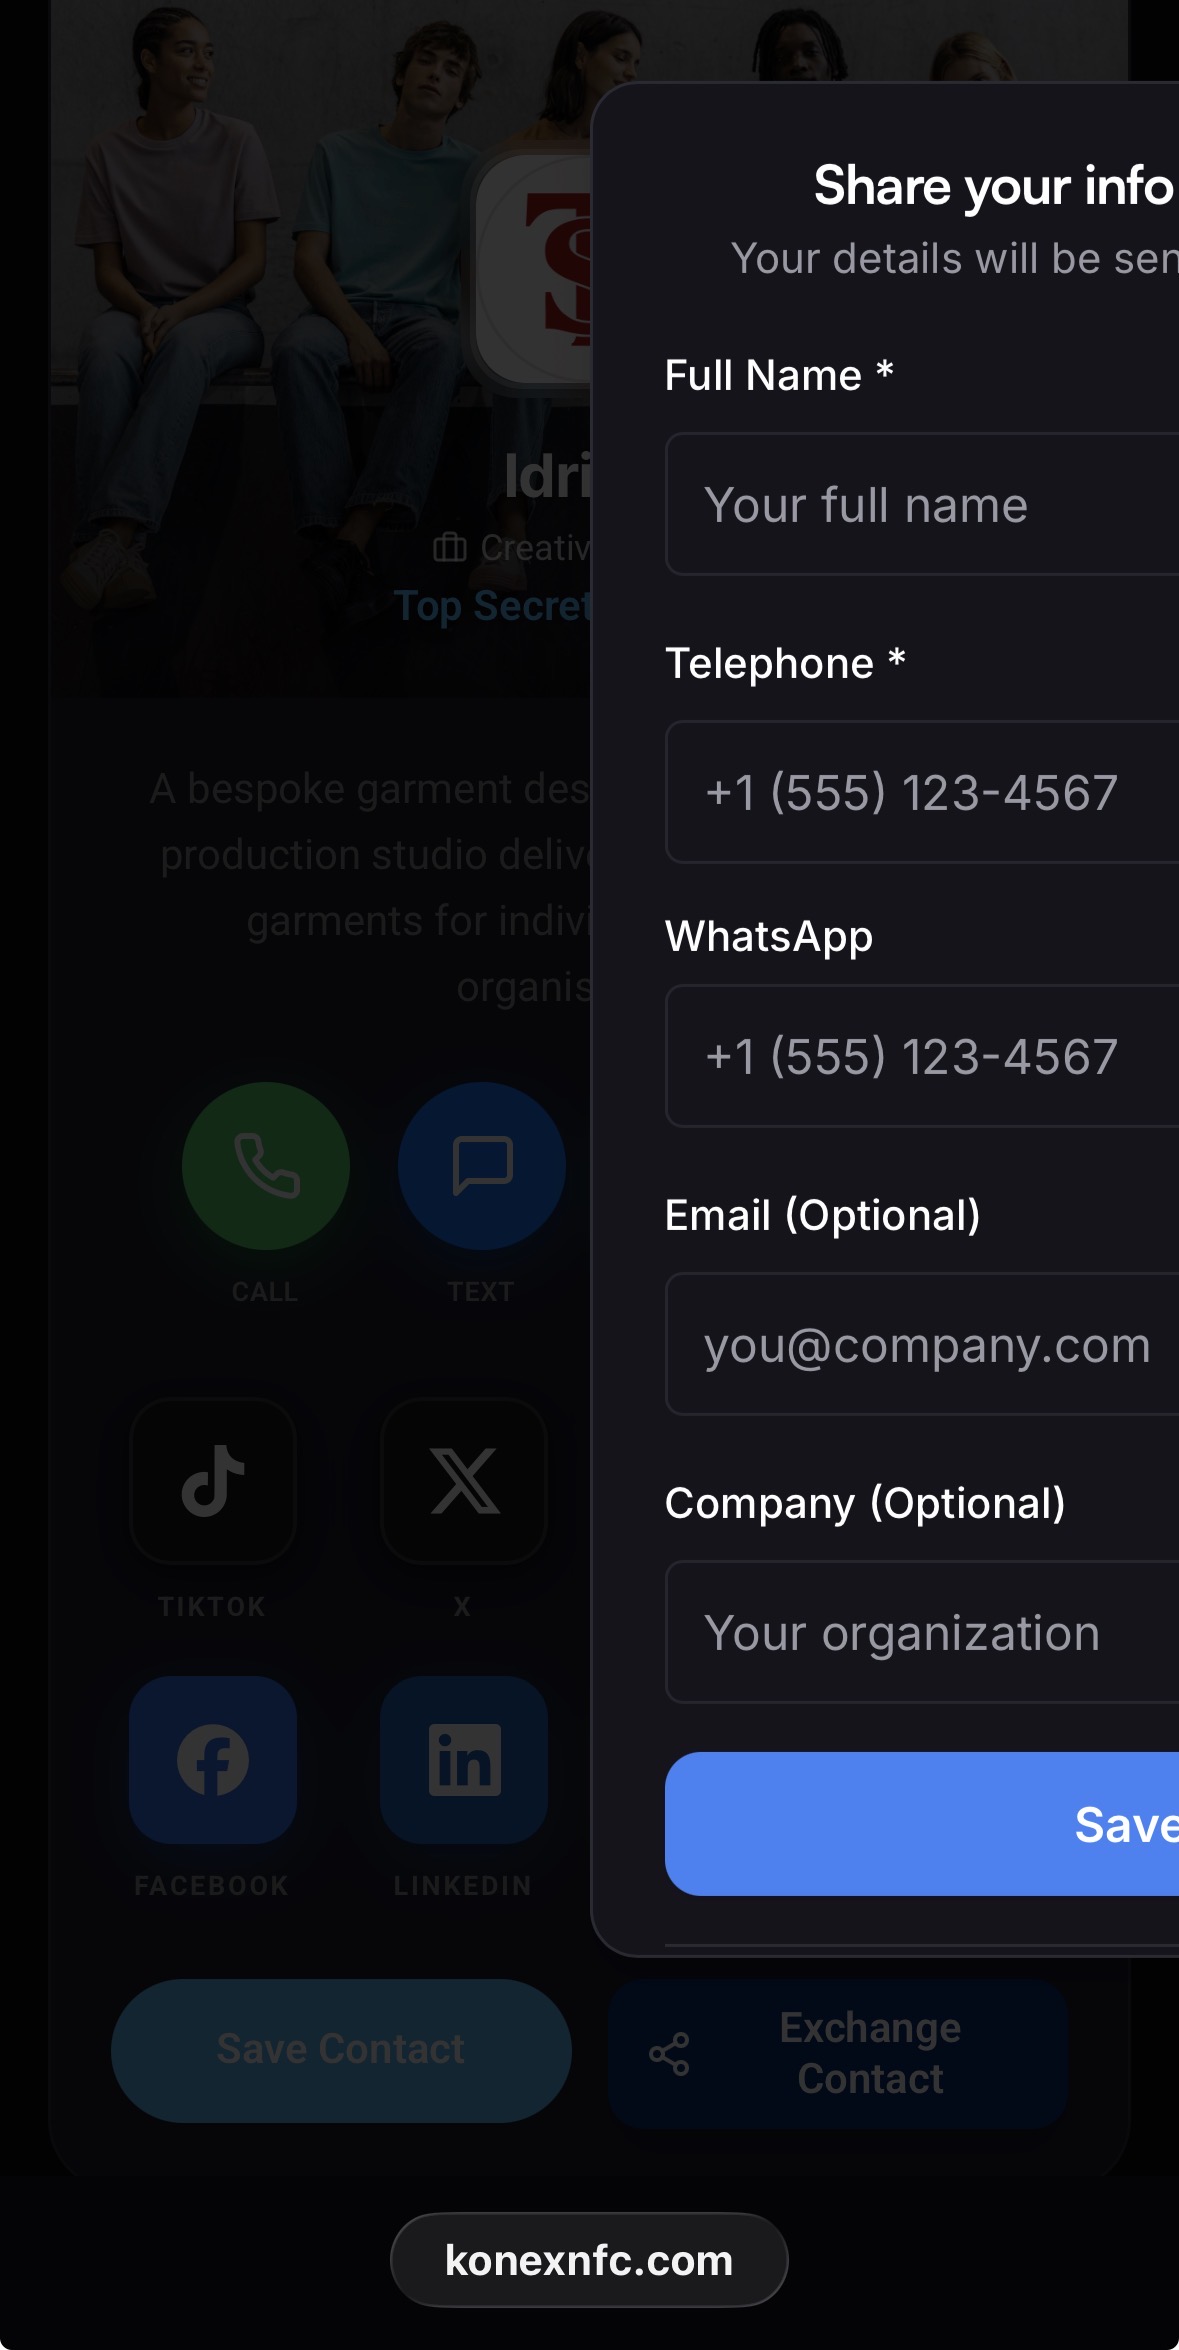 Share your info
Your details will be sen
Full Name *
Your full name
Telephone *
+1 (555) 123-4567
WhatsApp
+1 (555) 123-4567
Email (Optional)
you@company.com
Company (Optional)
Your organization
Save
Idri
Creativ
Top Secret
A bespoke garment des
production studio delive
garments for indivi
organis
CALL
TEXT
TIKTOK
X
FACEBOOK
LINKEDIN
Save Contact
Exchange
Contact
konexnfc.com